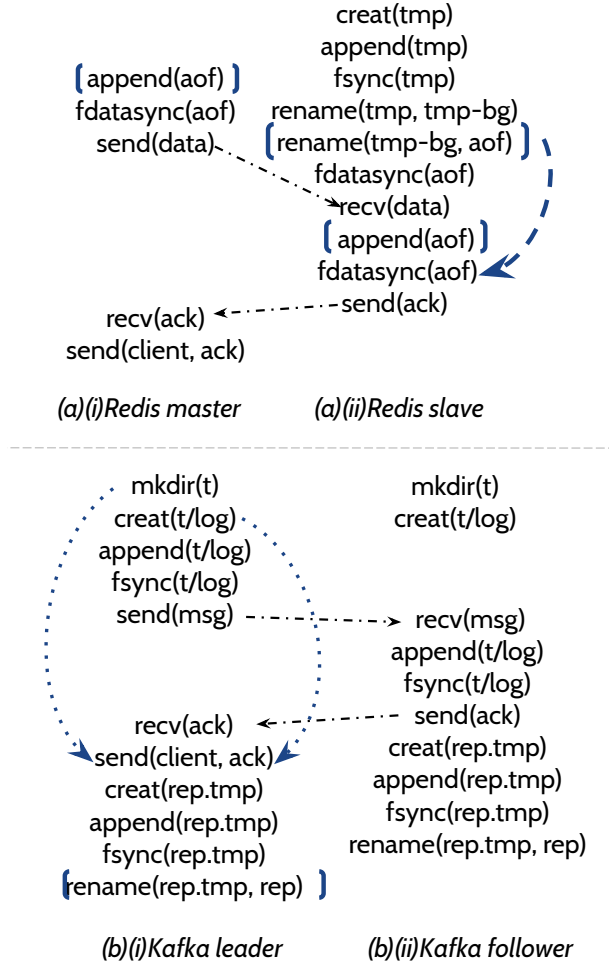 append(aof)
fdatasync(aof)
send(data)
recv(ack)
send(client, ack)
(a)(i)Redis master
creat(tmp)
append(tmp)
fsync(tmp)
rename(tmp, tmp-bg)
rename(tmp-bg, aof)
fdatasync(aof)
recv(data)
append(aof)
fdatasync(aof)
send(ack)
(a)(ii)Redis slave
mkdir(t)
creat(t/log)
append(t/log)
fsync(t/log)
send(msg)
recv(ack)
send(client, ack)
creat(rep.tmp)
append(rep.tmp)
fsync(rep.tmp)
rename(rep.tmp, rep)
(b)(i)Kafka leader
mkdir(t)
creat(t/log)
recv(msg)
append(t/log)
fsync(t/log)
send(ack)
creat(rep.tmp)
append(rep.tmp)
fsync(rep.tmp)
rename(rep.tmp, rep)
(b)(ii)Kafka follower